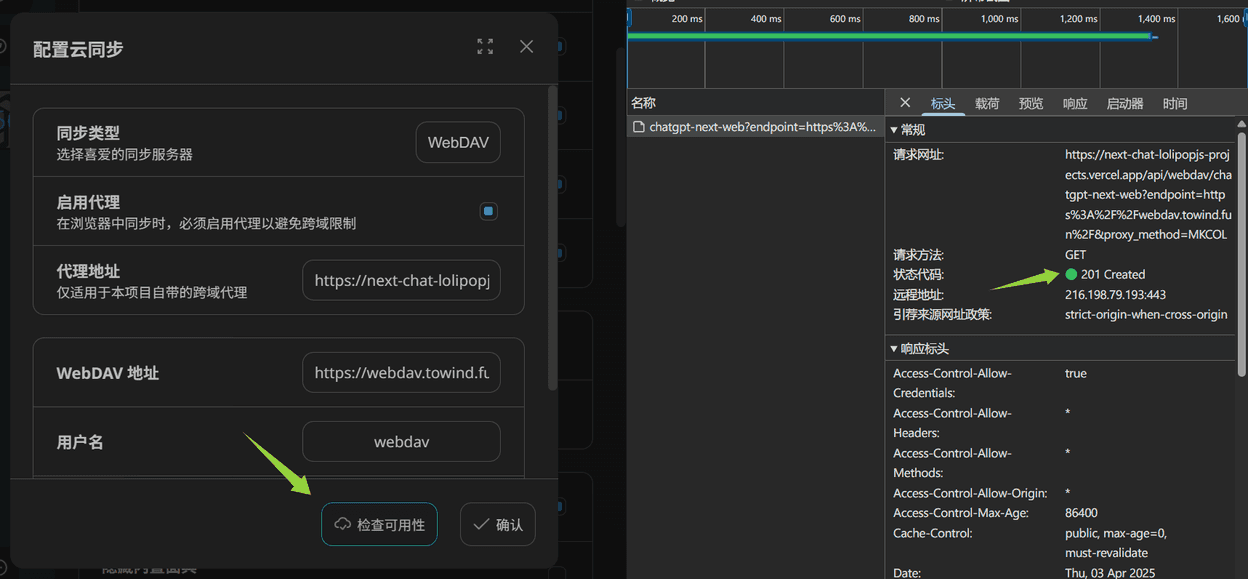 配置云同步
同步类型
选择喜爱的同步服务器
WebDAV
启用代理
在浏览器中同步时，必须启用代理以避免跨域限制
代理地址
仅适用于本项目自带的跨域代理
https://next-chat-lolipopj
WebDAV 地址
https://webdav.towind.fu
用户名
webdav
检查可用性
确认
200 ms
400 ms
600 ms
800 ms
1,000 ms
1,200 ms
1,400 ms
1,600
名称
chatgpt-next-web?endpoint=https%3A%...
标头
载荷
预览
响应
启动器
时间
常规
请求网址:
https://next-chat-lolipopjs-proj
ects.vercel.app/api/webdav/cha
tgpt-next-web?endpoint=http
s%3A%2F%2Fwebdav.towind.fu
n%2F&proxy_method=MKCOL
请求方法:
GET
状态代码:
201 Created
远程地址:
216.198.79.193:443
引荐来源网址政策:
strict-origin-when-cross-origin
响应标头
Access-Control-Allow-
Credentials:
true
Access-Control-Allow-
Headers:
*
Access-Control-Allow-
Methods:
*
Access-Control-Allow-Origin:
*
Access-Control-Max-Age:
86400
Cache-Control:
public, max-age=0,
must-revalidate
Date:
Thu, 03 Apr 2025